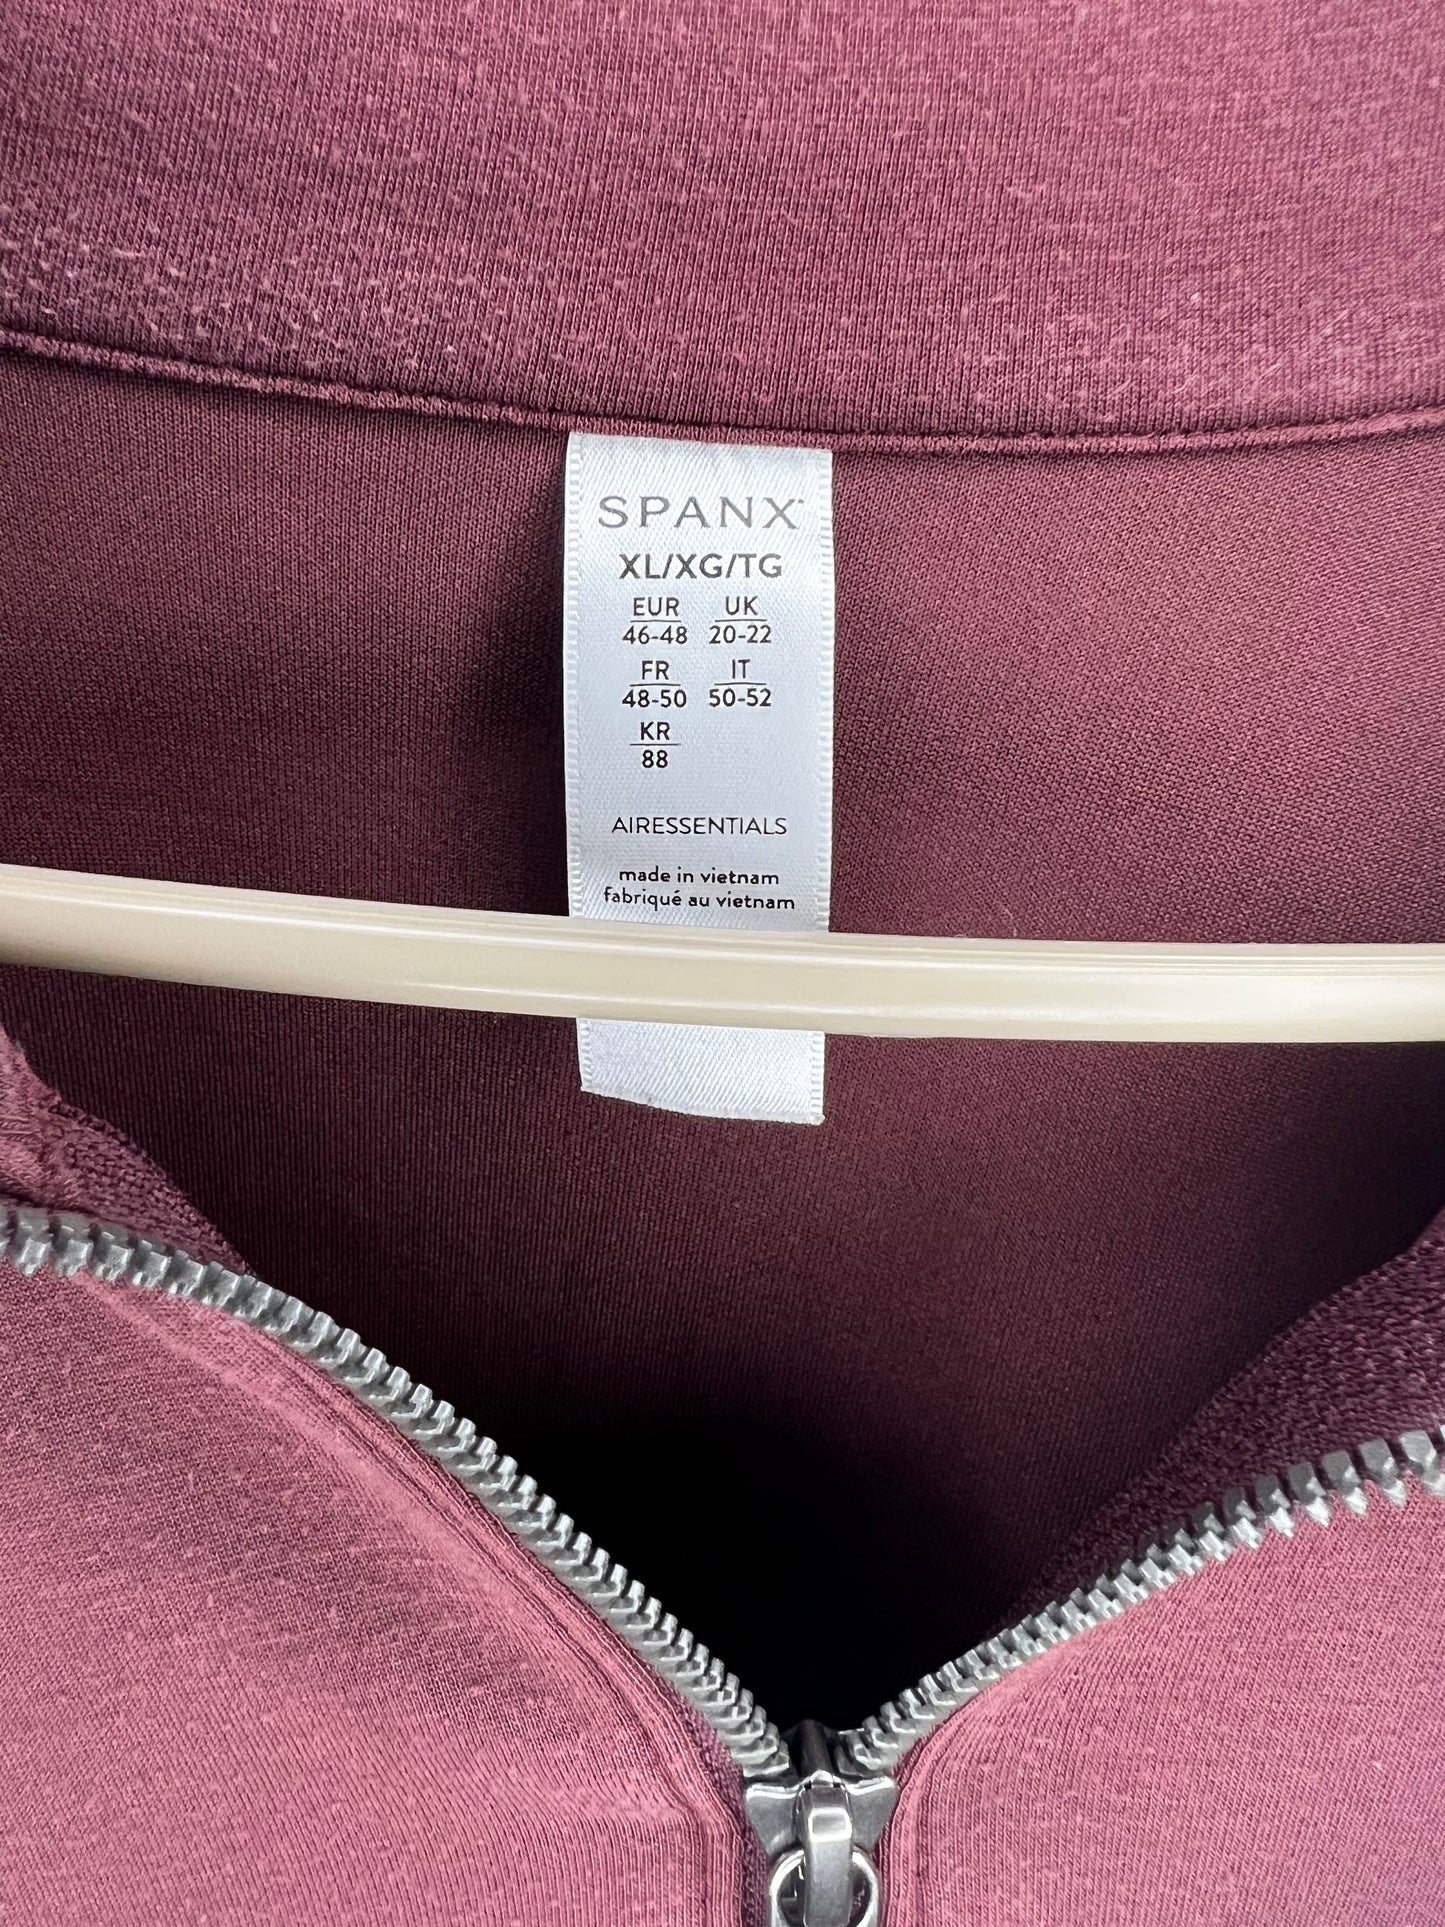 SPANX
XL/XG/TG
EUR UK
46-48 20-22
FR IT
48-50 50-52
KR
88
AIRESSENTIALS
made in vietnam
fabriqué au vietnam